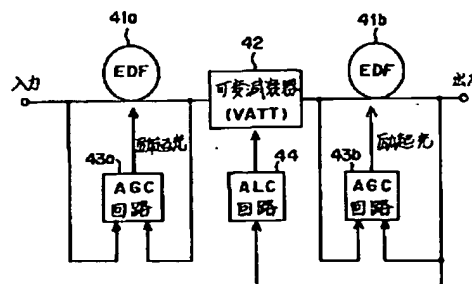 41a
41b
EDF
EDF
42
入力
可変減衰器
(VATT)
出力
励起光
励起光
43a
44
43b
AGC
回路
ALC
回路
AGC
回路